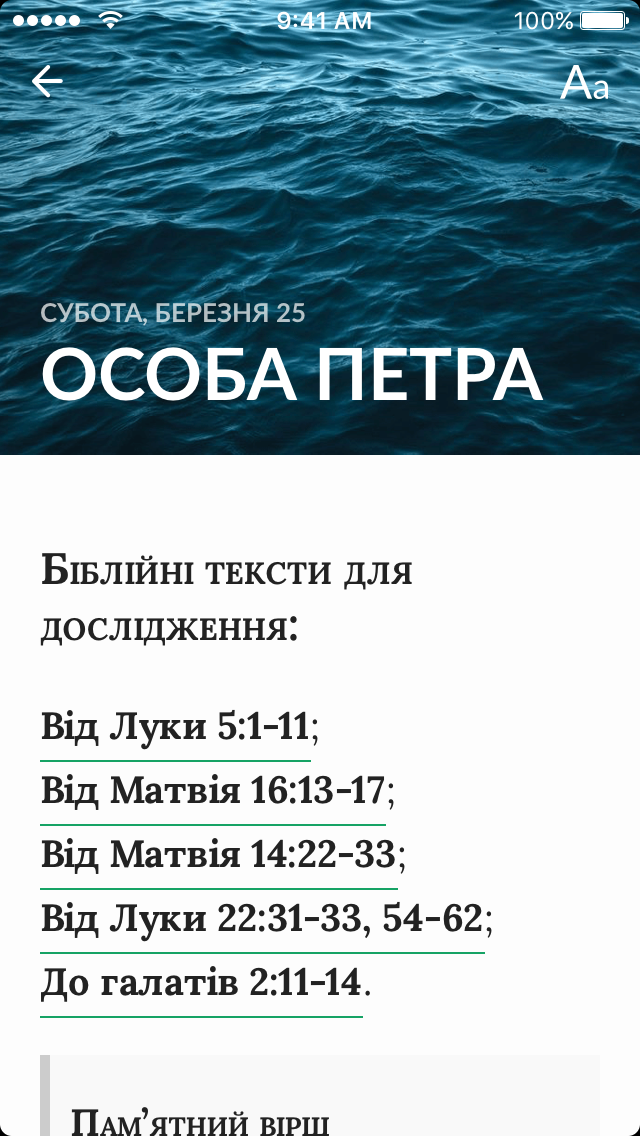 9:41 AM 100%
Aa
СУБОТА, БЕРЕЗНЯ 25
ОСОБА ПЕТРА
Біблійні тексти для
дослідження:
Від Луки 5:1-11;
Від Матвія 16:13-17;
Від Матвія 14:22-33;
Від Луки 22:31-33, 54-62;
До галатів 2:11-14.
Пам’ятний вірш